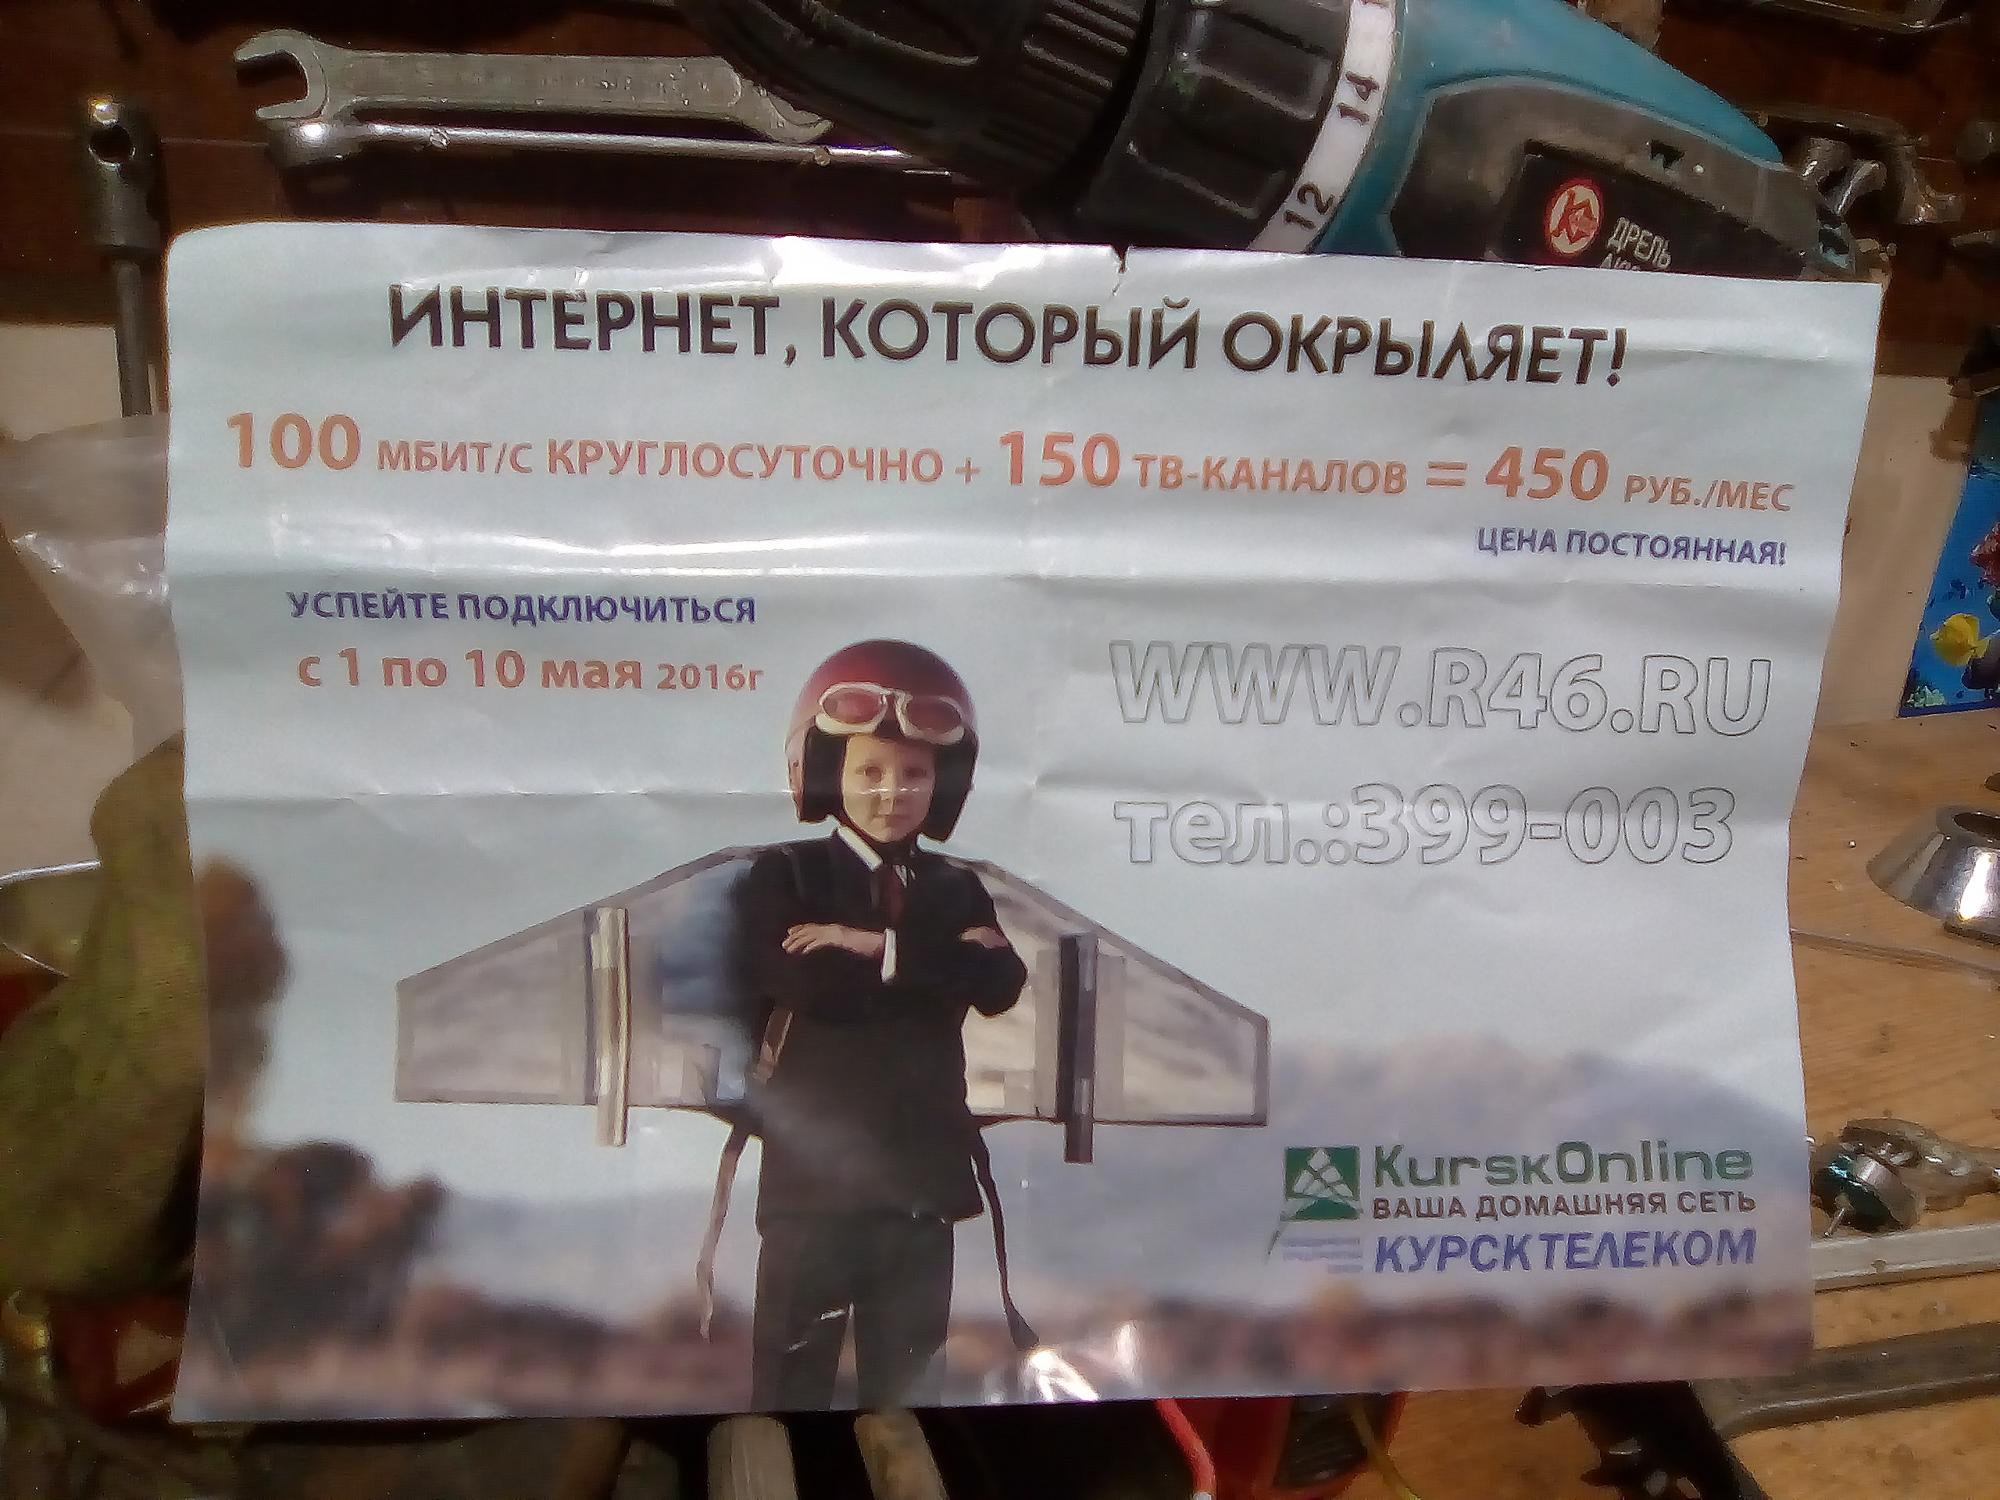 14
12
ДРЕЛЬ
ИНТЕРНЕТ, КОТОРЫЙ ОКРЫЛЯЕТ!
100 МБИТ/С КРУГЛОСУТОЧНО + 150 ТВ-КАНАЛОВ = 450 РУБ./МЕС
ЦЕНА ПОСТОЯННАЯ!
УСПЕЙТЕ ПОДКЛЮЧИТЬСЯ
с 1 по 10 мая 2016г
WWW.R46.RU
тел.:399-003
KurskOnline
ВАША ДОМАШНЯЯ СЕТЬ
КУРСКТЕЛЕКОМ